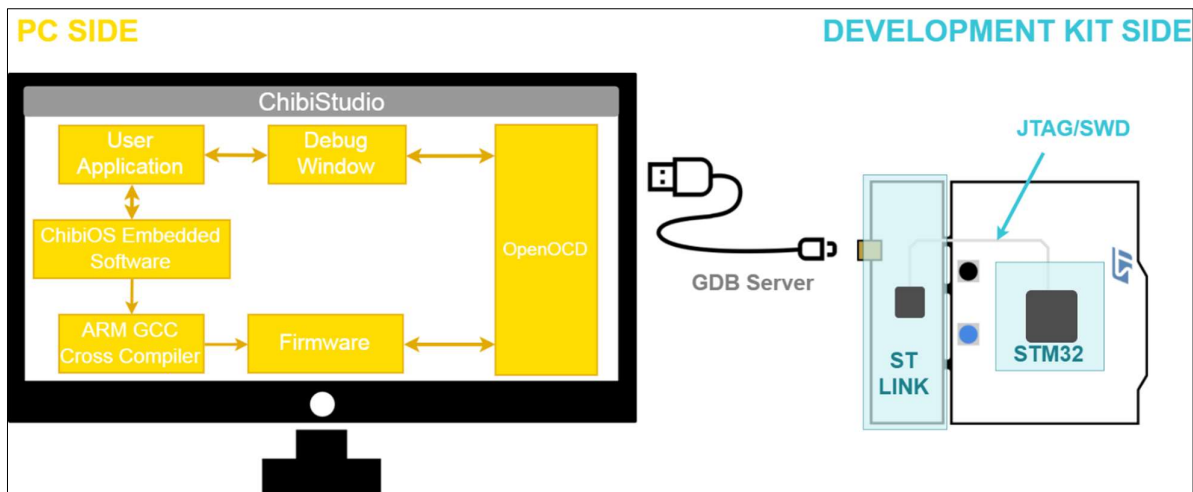 PC SIDE
DEVELOPMENT KIT SIDE
ChibiStudio
User
Application
Debug
Window
OpenOCD
ChibiOS Embedded
Software
ARM GCC
Cross Compiler
Firmware
GDB Server
JTAG/SWD
ST
LINK
STM32
ST